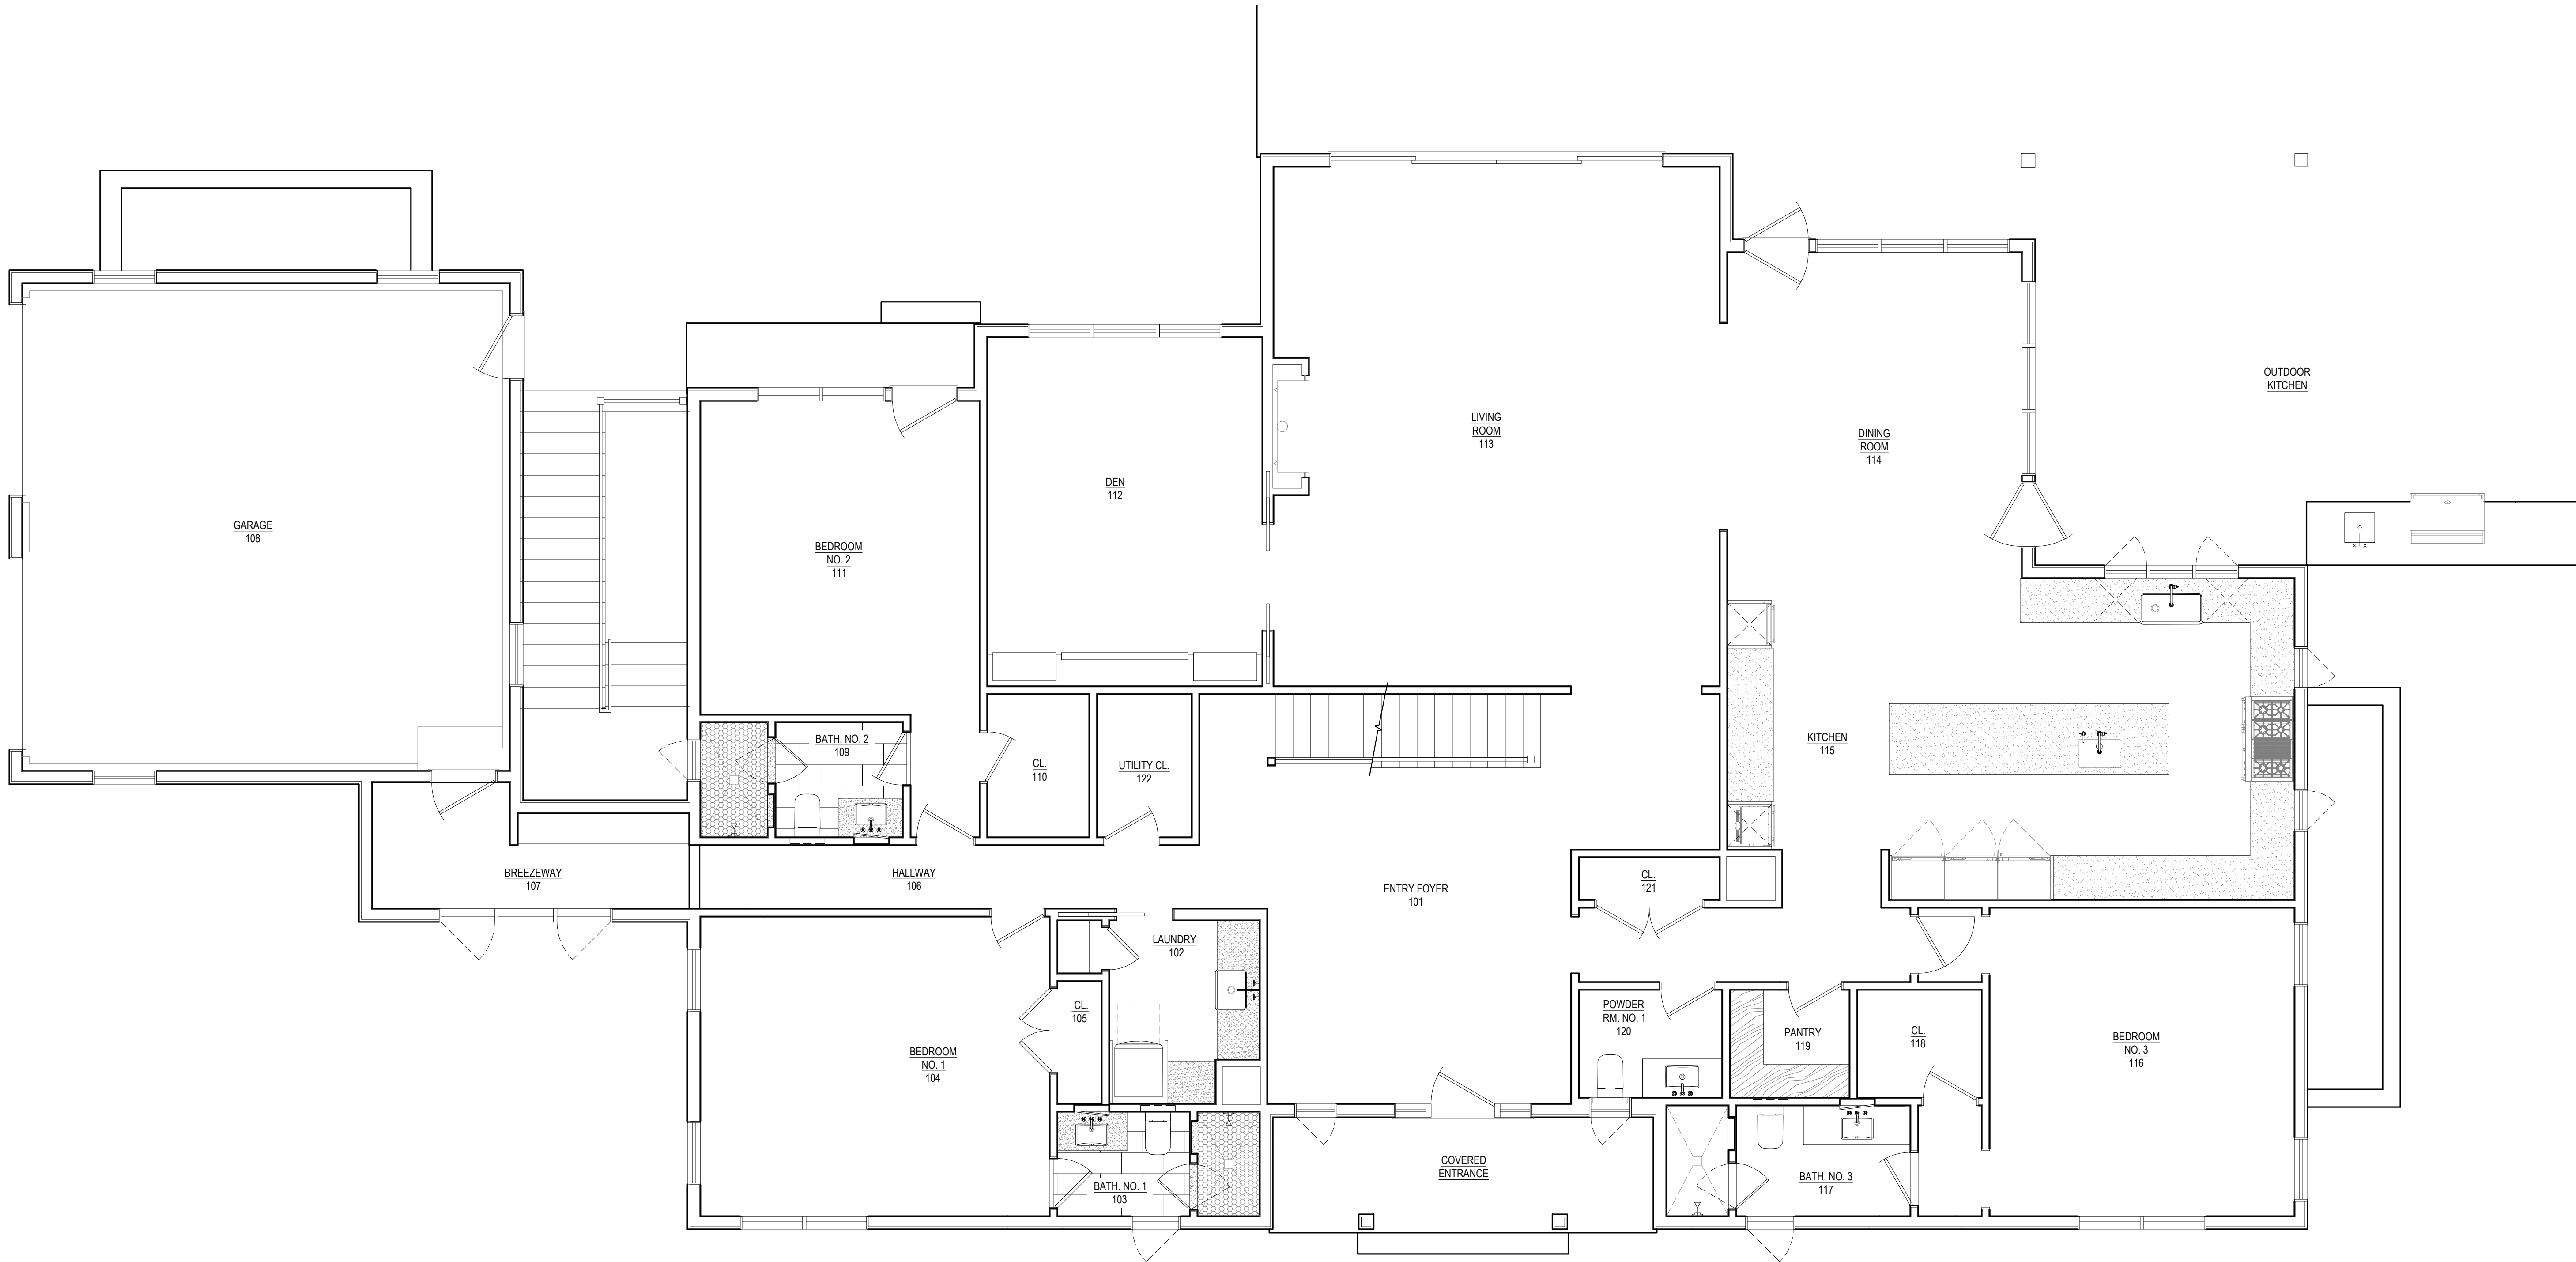 OUTDOOR
KITCHEN
LIVING
ROOM
113
DINING
ROOM
114
DEN
112
GARAGE
108
BEDROOM
NO. 2
111
BATH. NO. 2
109
CL.
110
UTILITY CL.
122
KITCHEN
115
BREEZEWAY
107
HALLWAY
106
ENTRY FOYER
101
CL.
121
LAUNDRY
102
CL.
105
BEDROOM
NO. 1
104
POWDER
RM. NO. 1
120
PANTRY
119
CL.
118
BEDROOM
NO. 3
116
BATH. NO. 1
103
COVERED
ENTRANCE
BATH. NO. 3
117